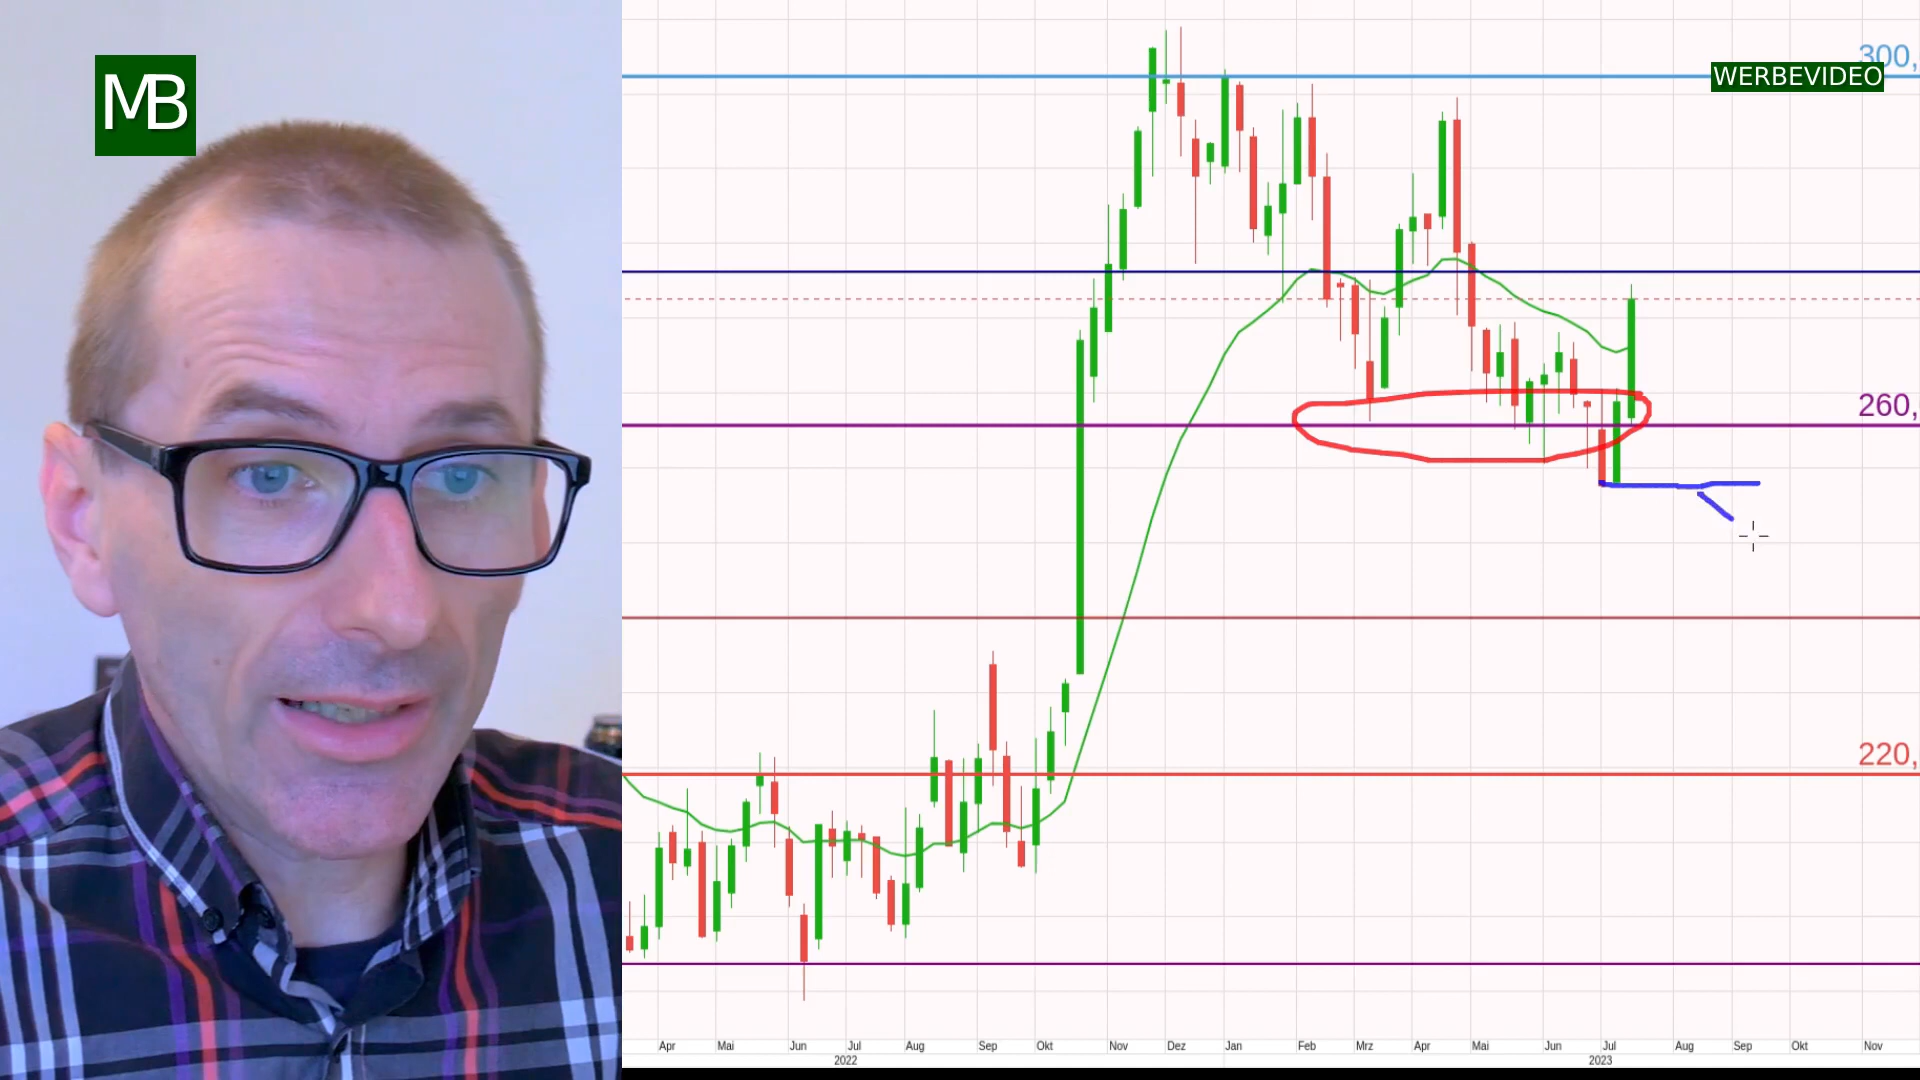 MB
300,
WERBEVIDEO
260,
220,
Apr Mai Jun Jul Aug Sep Okt Nov Dez Jan Feb Mrz Apr Mai Jun Jul Aug Sep Okt Nov
2022 2023